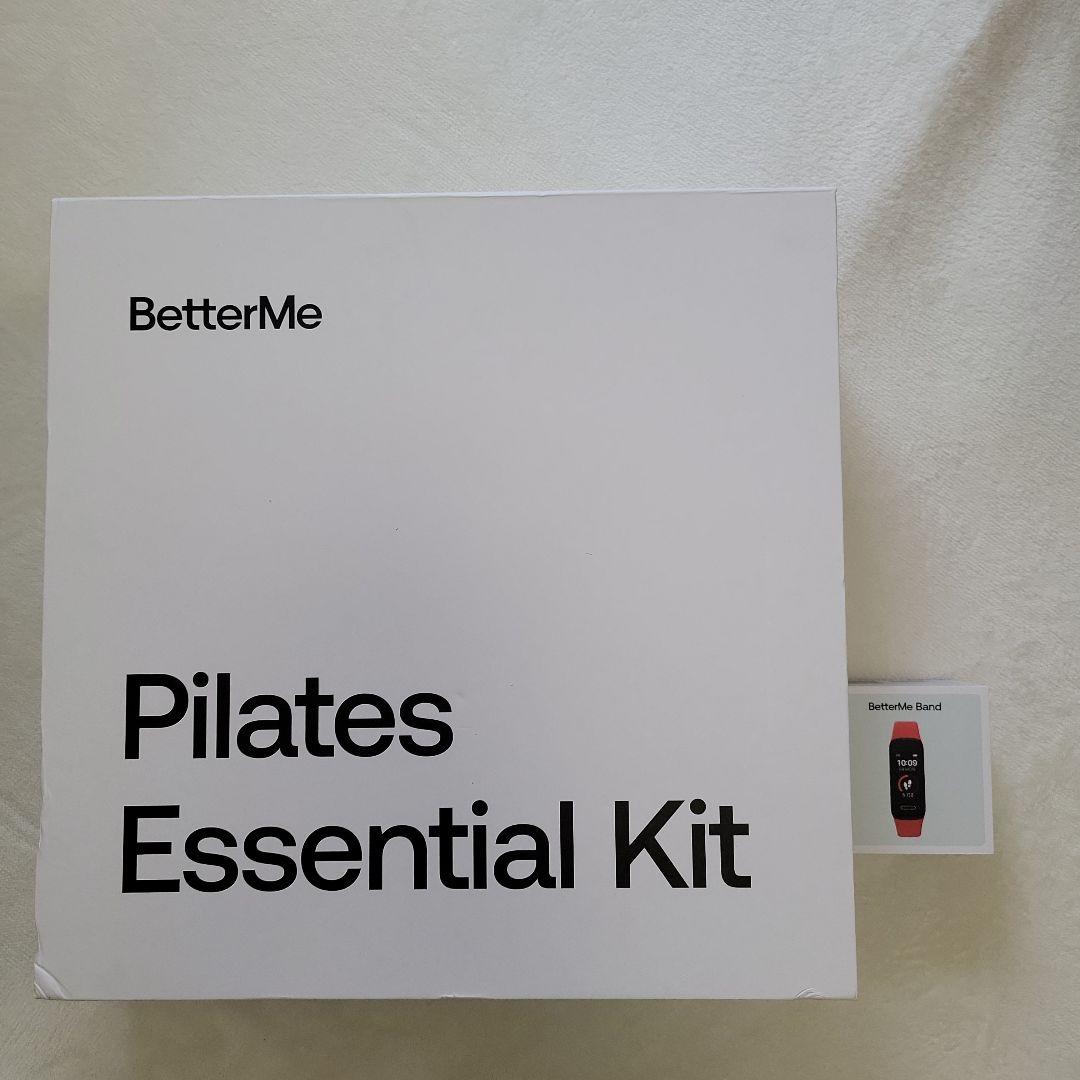 BetterMe
Pilates
Essential Kit
BetterMe Band
10:09